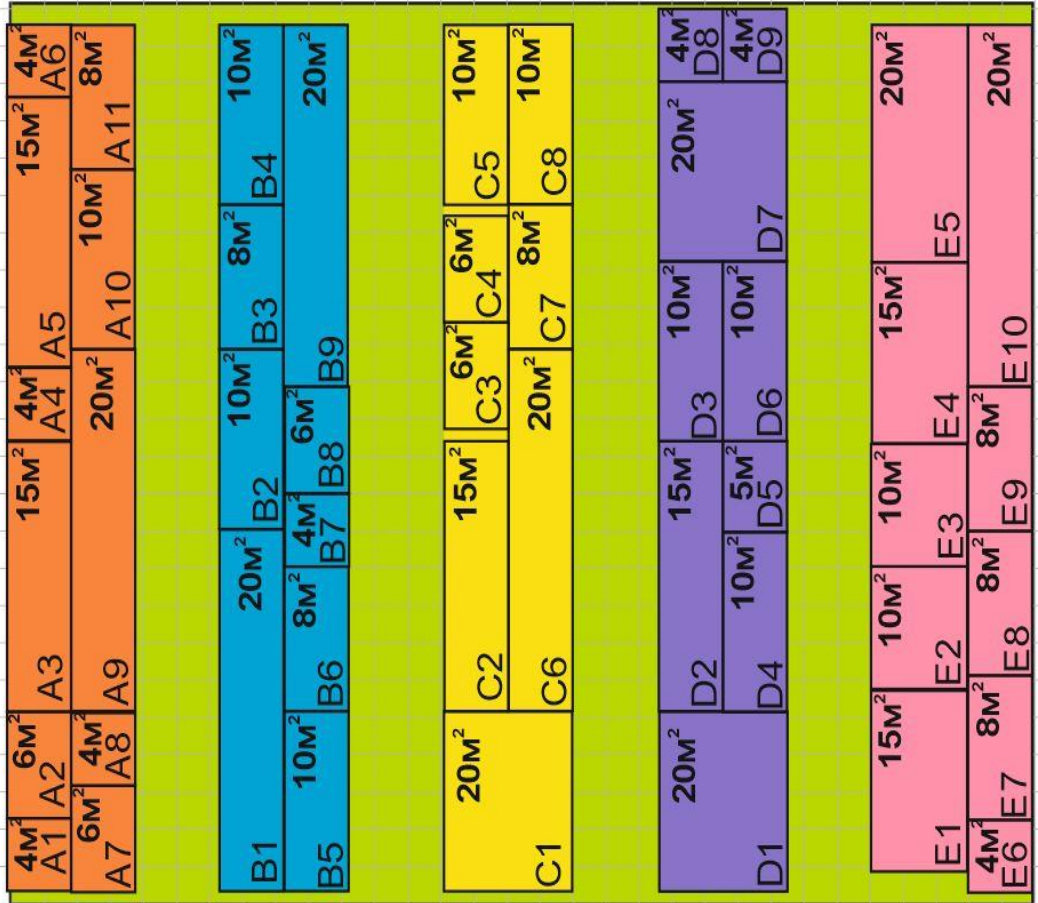 4м² A6
15м² A5
4м² A4
15м² A3
6м² A2
4м² A1
8м² A11
10м² A10
20м² A9
4м² A8
6м² A7
10м² B4
8м² B3
10м² B2
20м² B1
20м² B9
6м² B8
4м² B7
8м² B6
10м² B5
10м² C5
6м² C4
6м² C3
15м² C2
20м² C1
10м² C8
8м² C7
20м² C6
4м² D8
4м² D9
20м² D7
10м² D3
10м² D6
15м² D2
5м² D5
10м² D4
20м² D1
20м² E5
15м² E4
10м² E3
10м² E2
15м² E1
20м² E10
8м² E9
8м² E8
8м² E7
4м² E6